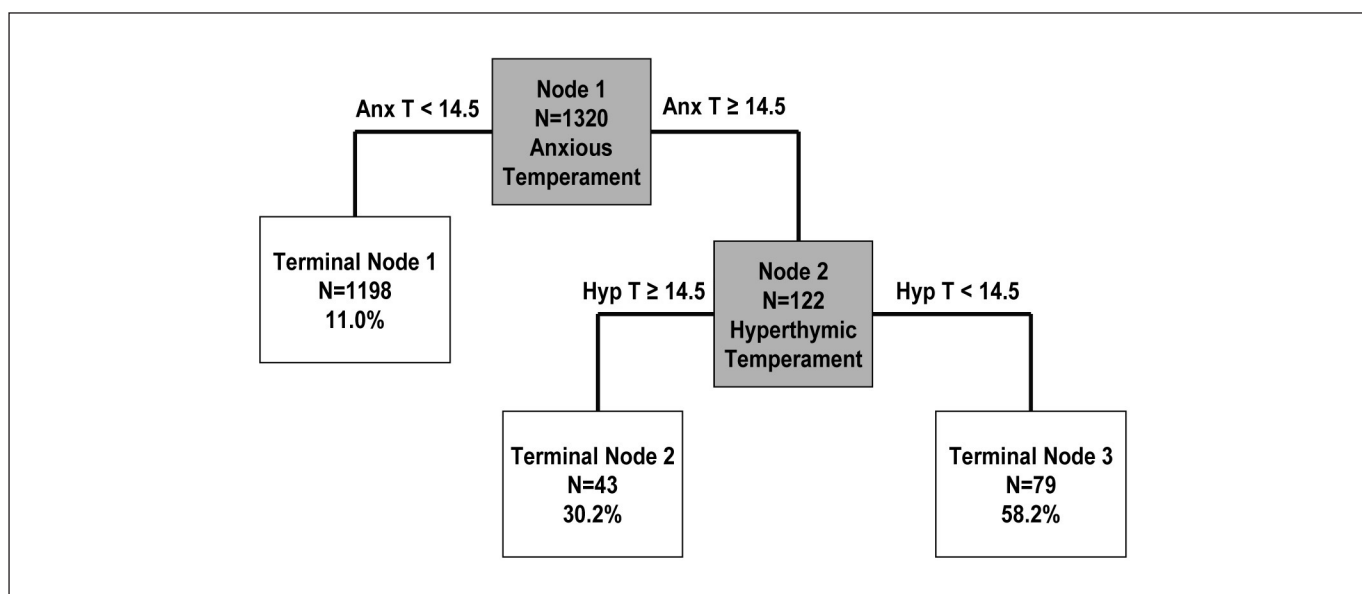 Node 1
N=1320
Anxious
Temperament
Anx T < 14.5
Anx T ≥ 14.5
Terminal Node 1
N=1198
11.0%
Node 2
N=122
Hyperthymic
Temperament
Hyp T ≥ 14.5
Hyp T < 14.5
Terminal Node 2
N=43
30.2%
Terminal Node 3
N=79
58.2%